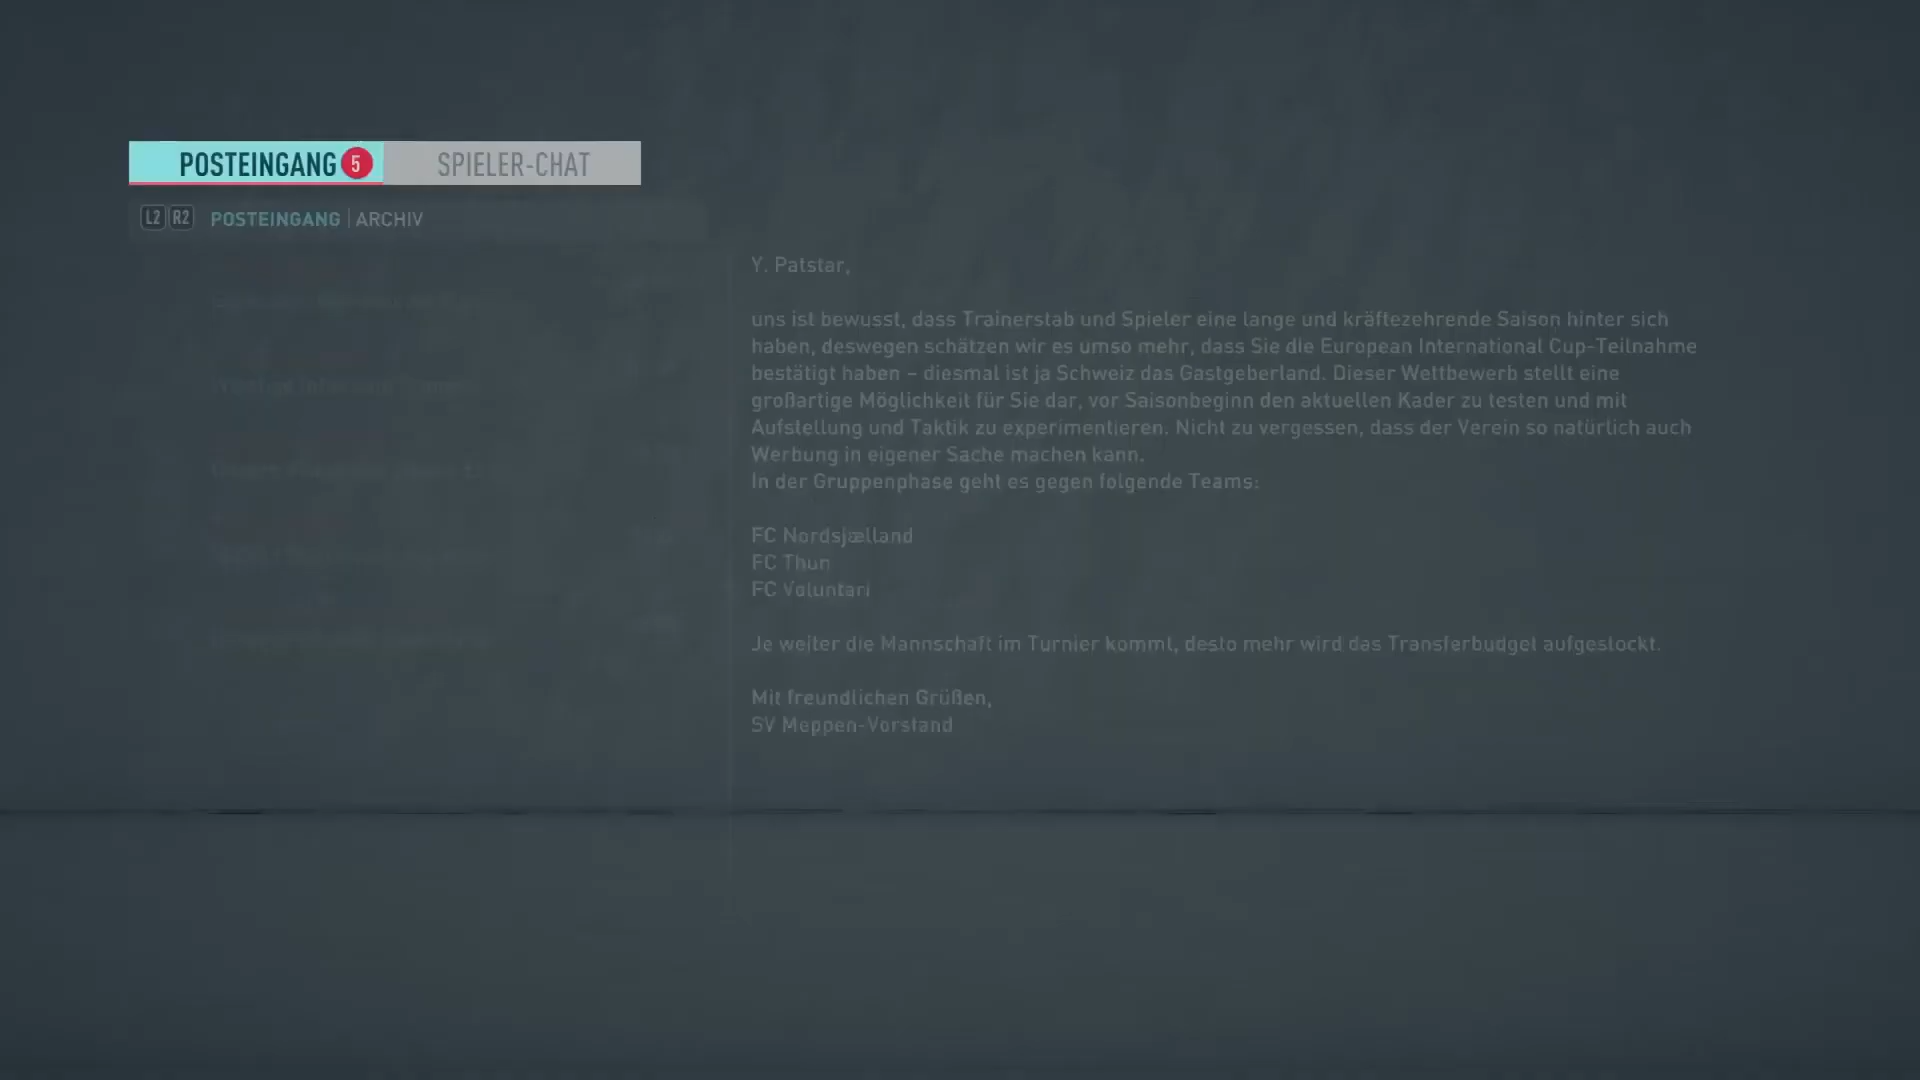 POSTEINGANG 5 SPIELER-CHAT
L2 R2 POSTEINGANG | ARCHIV
Y. Patstar,
uns ist bewusst, dass Trainerstab und Spieler eine lange und kräftezehrende Saison hinter sich
haben, deswegen schätzen wir es umso mehr, dass Sie die European International Cup-Teilnahme
bestätigt haben – diesmal ist ja Schweiz das Gastgeberland. Dieser Wettbewerb stellt eine
großartige Möglichkeit für Sie dar, vor Saisonbeginn den aktuellen Kader zu testen und mit
Aufstellung und Taktik zu experimentieren. Nicht zu vergessen, dass der Verein so natürlich auch
Werbung in eigener Sache machen kann.
In der Gruppenphase geht es gegen folgende Teams:
FC Nordsjælland
FC Thun
FC Voluntari
Je weiter die Mannschaft im Turnier kommt, desto mehr wird das Transferbudget aufgestockt.
Mit freundlichen Grüßen,
SV Meppen-Vorstand